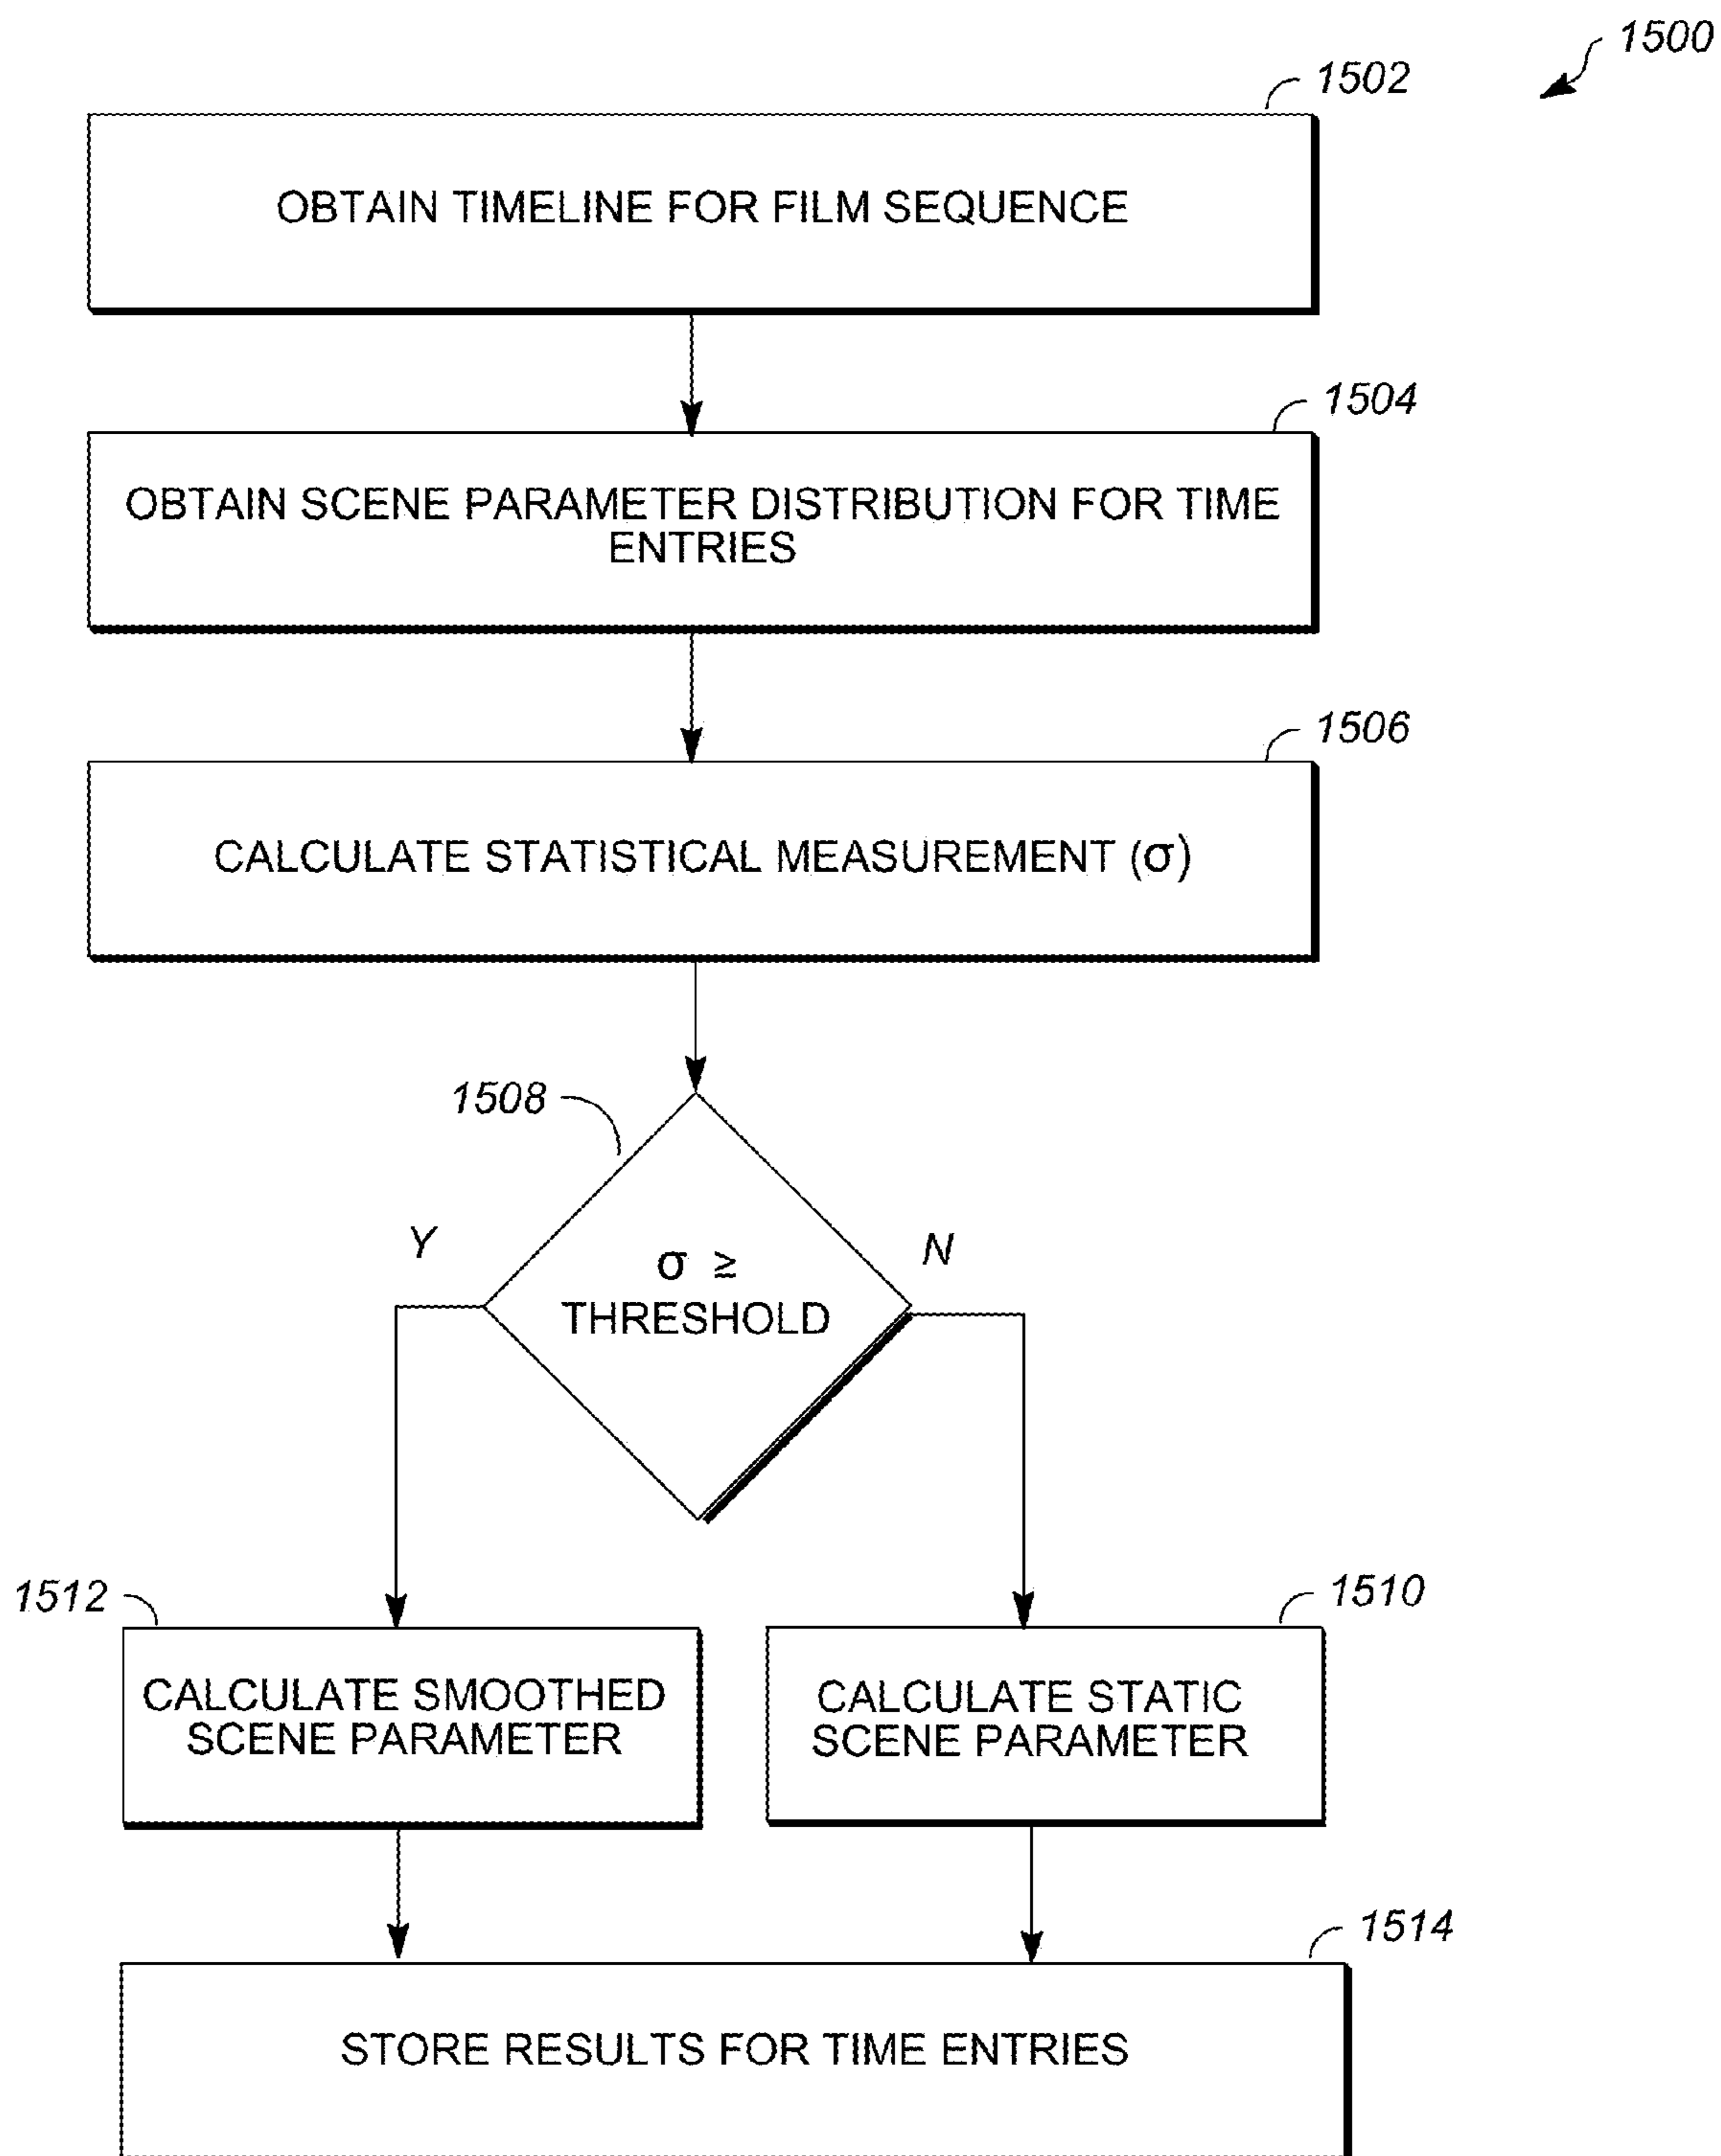 1500
1502
OBTAIN TIMELINE FOR FILM SEQUENCE
1504
OBTAIN SCENE PARAMETER DISTRIBUTION FOR TIME
ENTRIES
1506
CALCULATE STATISTICAL MEASUREMENT (σ)
1508
Y
N
σ ≥
THRESHOLD
1512
CALCULATE SMOOTHED
SCENE PARAMETER
1510
CALCULATE STATIC
SCENE PARAMETER
1514
STORE RESULTS FOR TIME ENTRIES